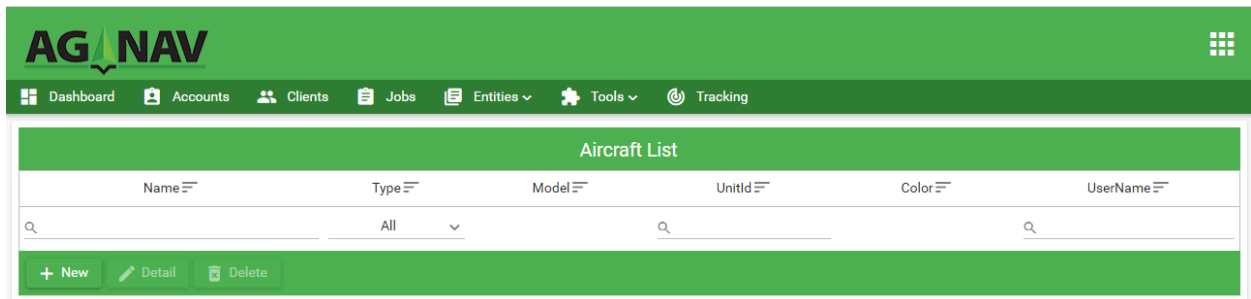 AG NAV
Dashboard Accounts Clients Jobs Entities Tools Tracking
Aircraft List
Name Type Model UnitId Color UserName
All
New Detail Delete